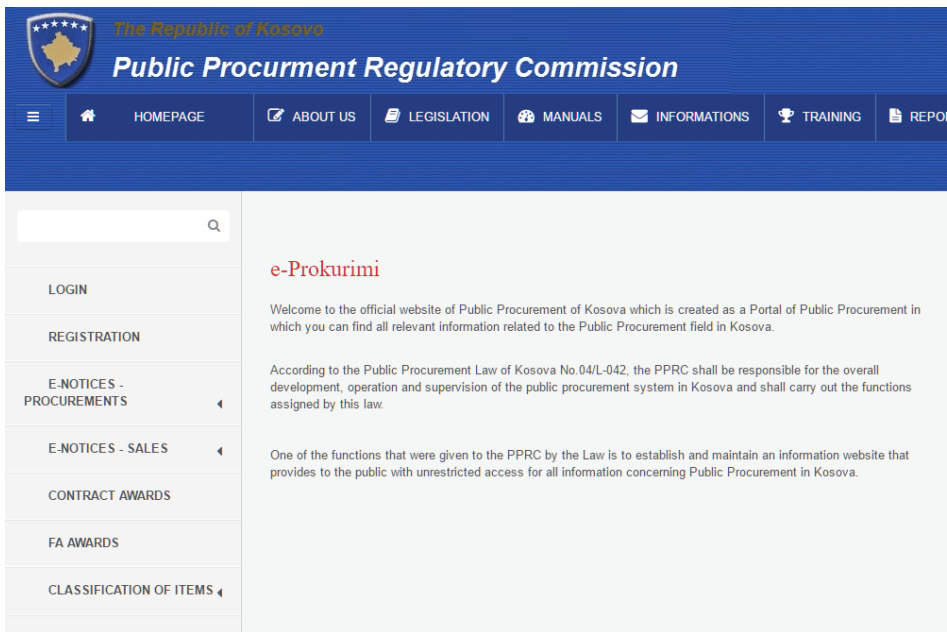 The Republic of Kosovo
Public Procurment Regulatory Commission
HOMEPAGE ABOUT US LEGISLATION MANUALS INFORMATIONS TRAINING REPO
e-Prokurimi
Welcome to the official website of Public Procurement of Kosova which is created as a Portal of Public Procurement in
which you can find all relevant information related to the Public Procurement field in Kosova.
According to the Public Procurement Law of Kosova No.04/L-042, the PPRC shall be responsible for the overall
development, operation and supervision of the public procurement system in Kosova and shall carry out the functions
assigned by this law.
One of the functions that were given to the PPRC by the Law is to establish and maintain an information website that
provides to the public with unrestricted access for all information concerning Public Procurement in Kosova.
LOGIN
REGISTRATION
E-NOTICES -
PROCUREMENTS
E-NOTICES - SALES
CONTRACT AWARDS
FA AWARDS
CLASSIFICATION OF ITEMS